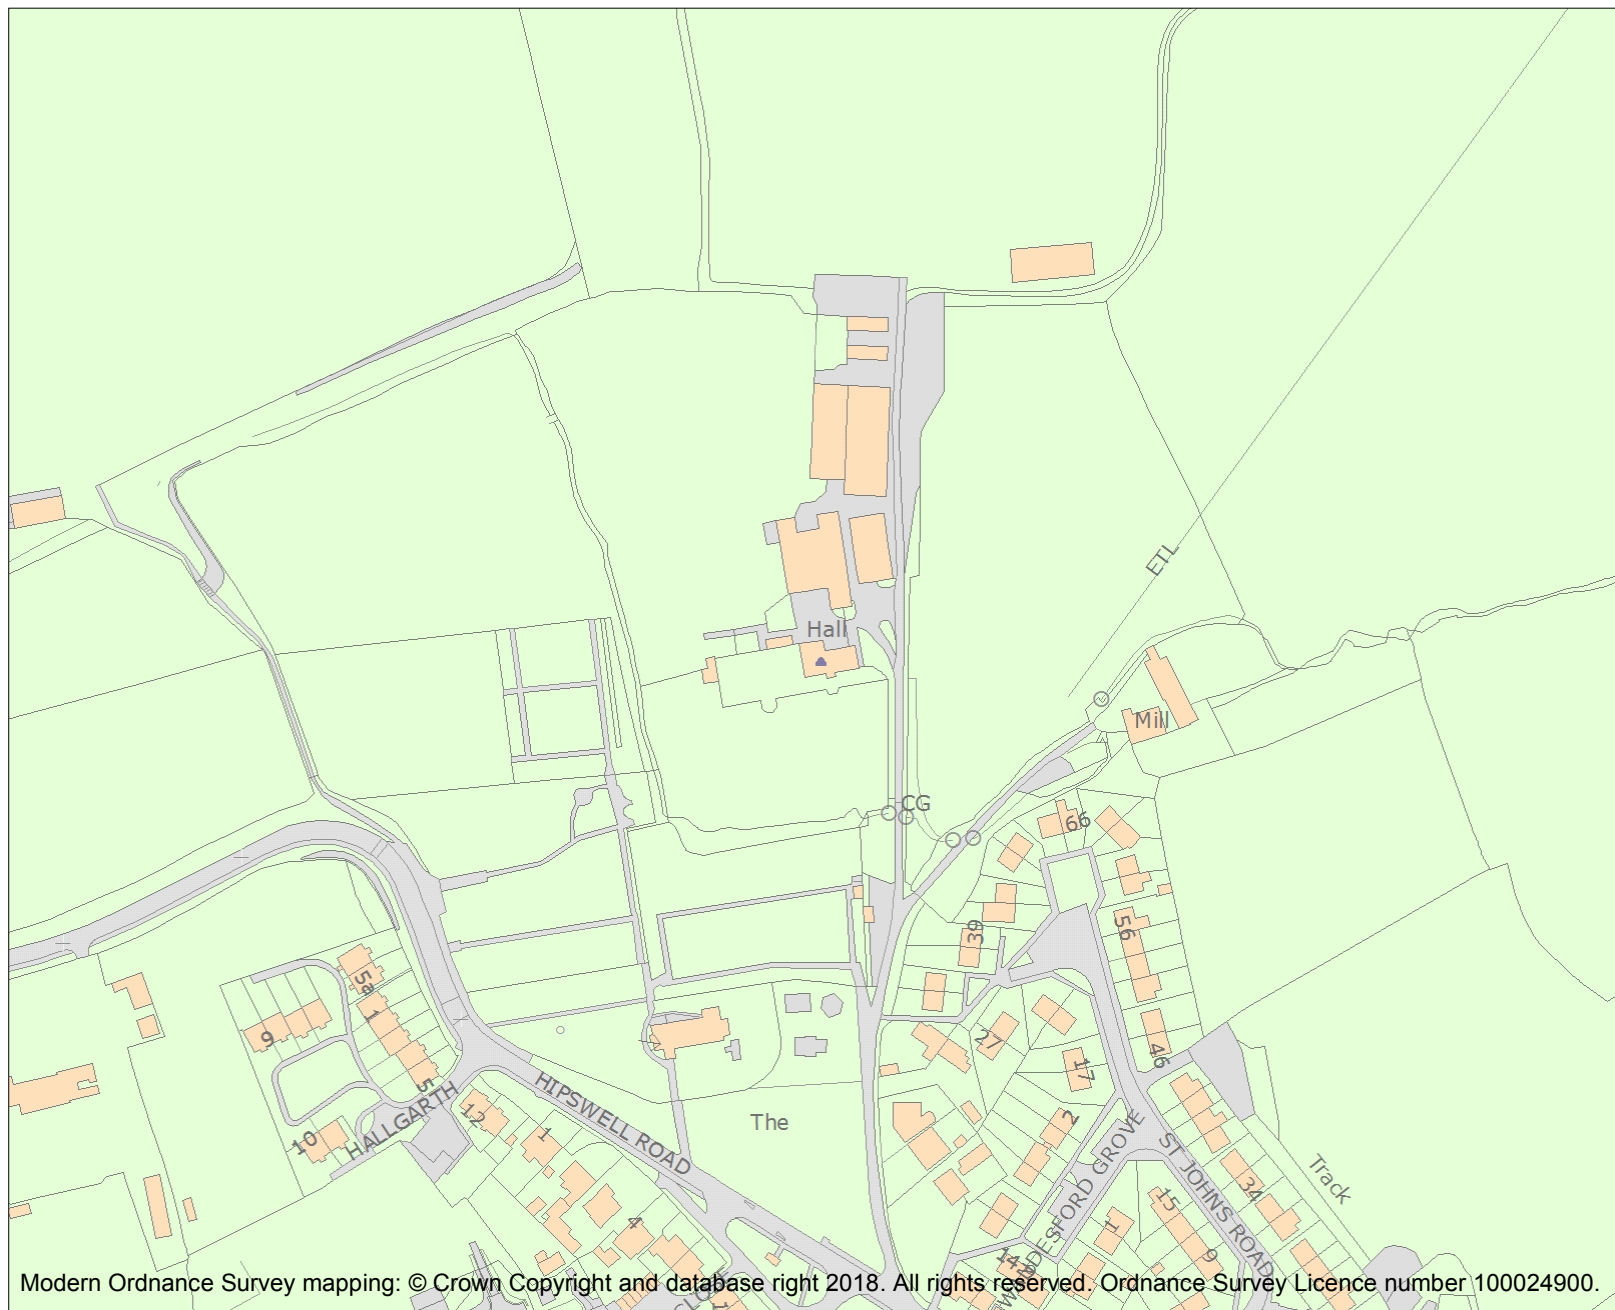 ETL
Hall
Mill
CG
66
39
56
5a
1
9
27
46
17
5
HIPSWELL ROAD
HALLGARTH
12
The
2
1
10
ST JOHNS ROAD
Track
34
15
4
1
9
14
Modern Ordnance Survey mapping: © Crown Copyright and database right 2018. All rights reserved. Ordnance Survey Licence number 100024900.